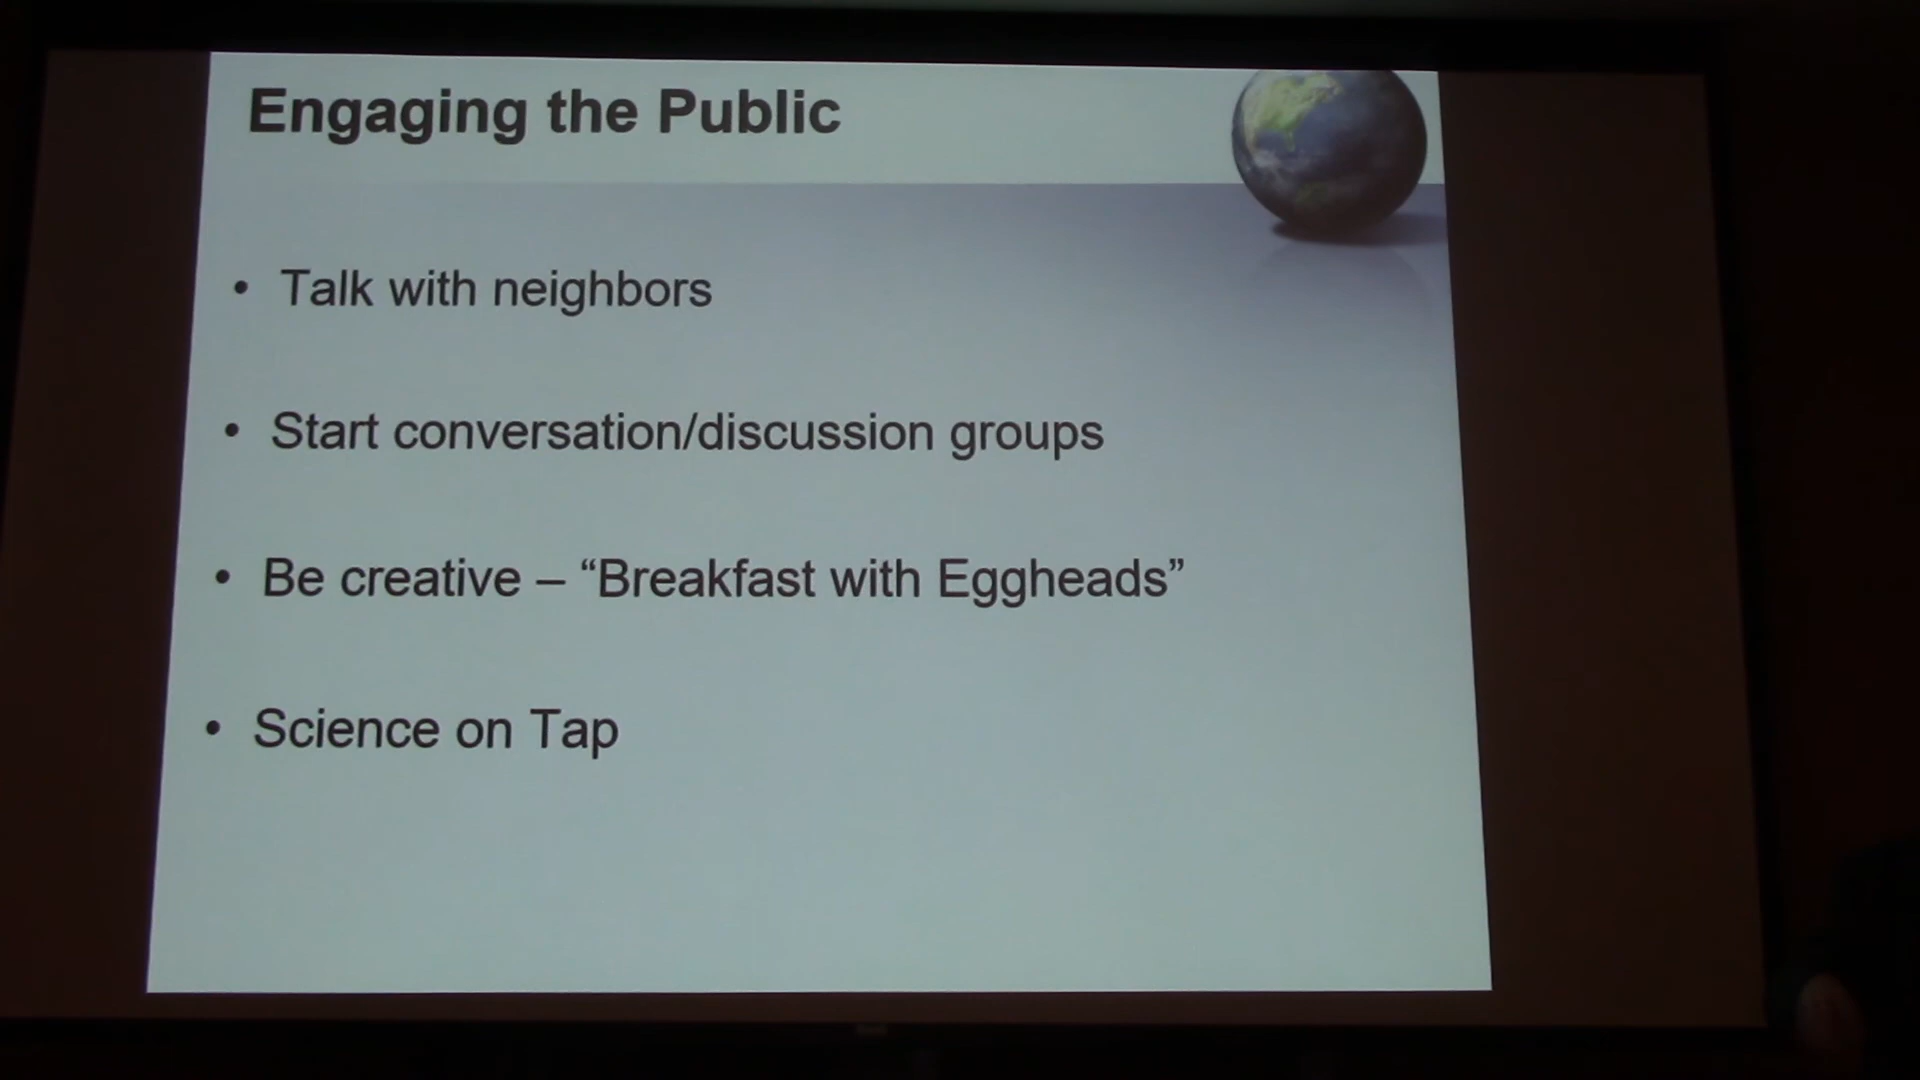 Engaging the Public
• Talk with neighbors
• Start conversation/discussion groups
• Be creative – “Breakfast with Eggheads”
• Science on Tap